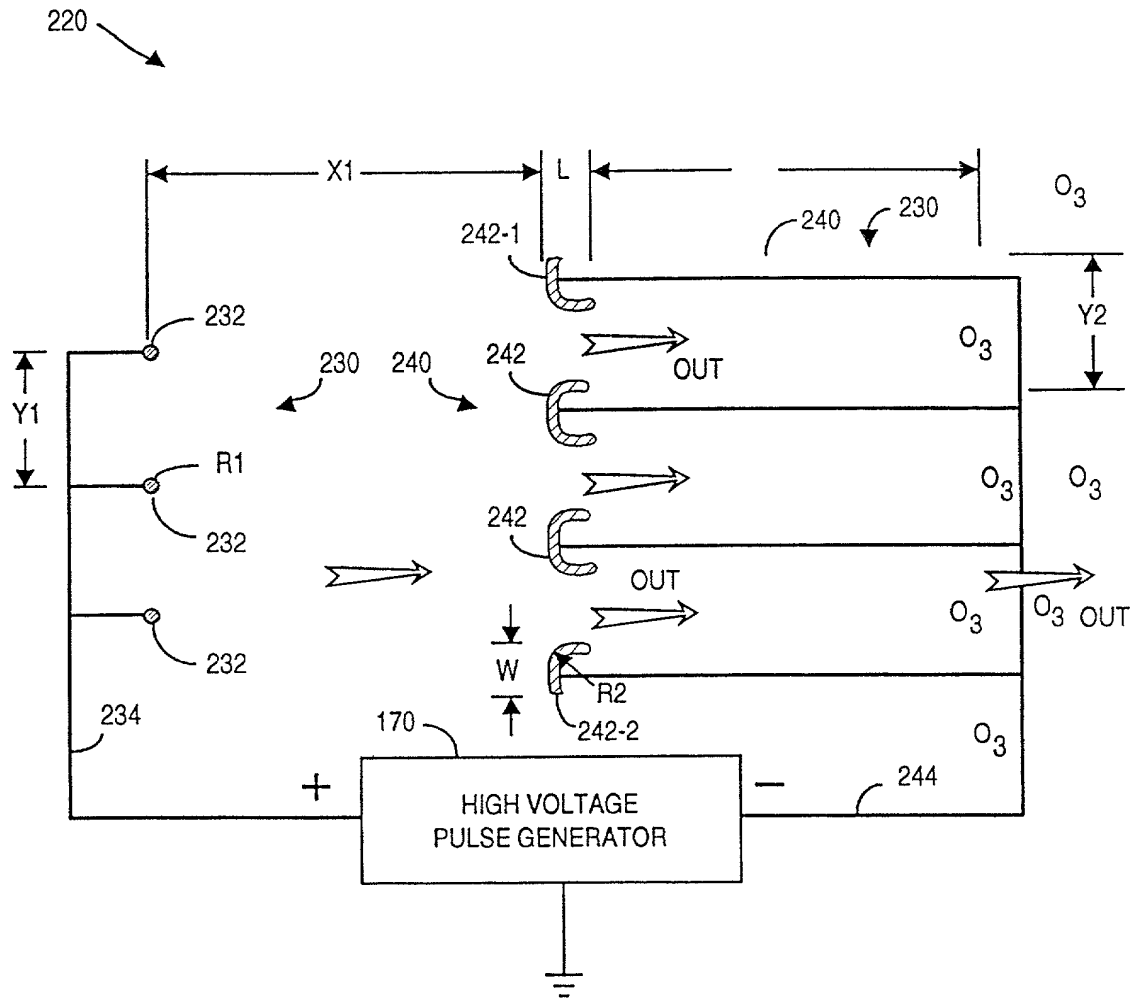 220
X1
L
O3
240
230
242-1
232
Y2
O3
230
240
242
OUT
Y1
R1
O3
O3
232
242
OUT
O3
O3
OUT
232
W
R2
234
170
242-2
O3
+
−
244
HIGH VOLTAGE
PULSE GENERATOR